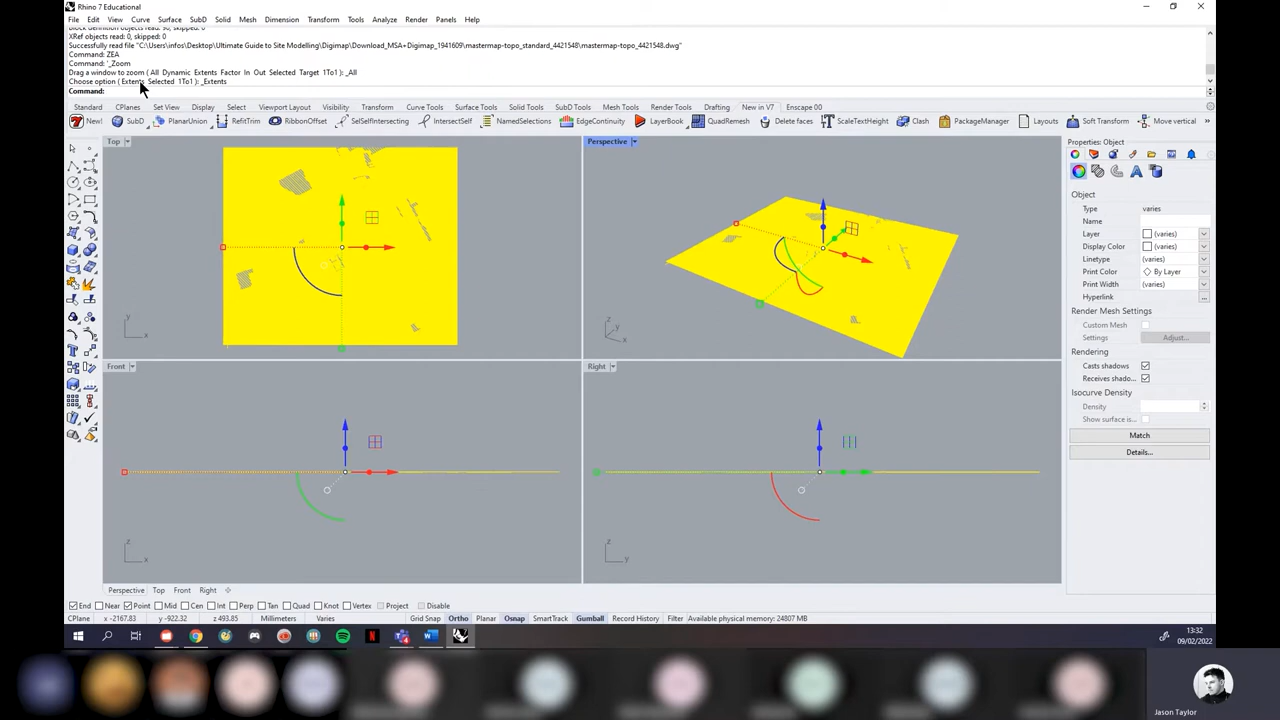 Rhino 7 Educational
File Edit View Curve Surface SubD Solid Mesh Dimension Transform Tools Analyze Render Panels Help
XRef objects read: 0, skipped: 0
Successfully read file "C:\Users\infos\Desktop\Ultimate Guide to Site Modelling\Digimap\Download_MSA+Digimap_1941609\mastermap-topo_standard_4421548\mastermap-topo_4421548.dwg"
Command: ZEA
Command: '_Zoom
Drag a window to zoom ( All Dynamic Extents Factor In Out Selected Target 1To1 ): _All
Choose option ( Extents Selected 1To1 ): _Extents
Command:
Standard CPlanes Set View Display Select Viewport Layout Visibility Transform Curve Tools Surface Tools Solid Tools SubD Tools Mesh Tools Render Tools Drafting New in V7 Enscape 00
New! SubD PlanarUnion RefitTrim RibbonOffset SelSelfIntersecting IntersectSelf NamedSelections EdgeContinuity LayerBook QuadRemesh Delete faces ScaleTextHeight Clash PackageManager Layouts Soft Transform Move vertical »
Top
Perspective
Properties: Object
Object
Type varies
Name
Layer (varies)
Display Color (varies)
Linetype (varies)
Print Color By Layer
Print Width (varies)
Hyperlink ...
Render Mesh Settings
Custom Mesh
Settings Adjust...
Rendering
Casts shadows
Receives shado...
Isocurve Density
Density
Show surface is...
Match
Details...
y x
z y x
Front
Right
z x
z y
Perspective Top Front Right
End Near Point Mid Cen Int Perp Tan Quad Knot Vertex Project Disable
CPlane x -2167.83 y -922.32 z 493.85 Millimeters Varies Grid Snap Ortho Planar Osnap SmartTrack Gumball Record History Filter Available physical memory: 24807 MB
13:32
09/02/2022
Jason Taylor